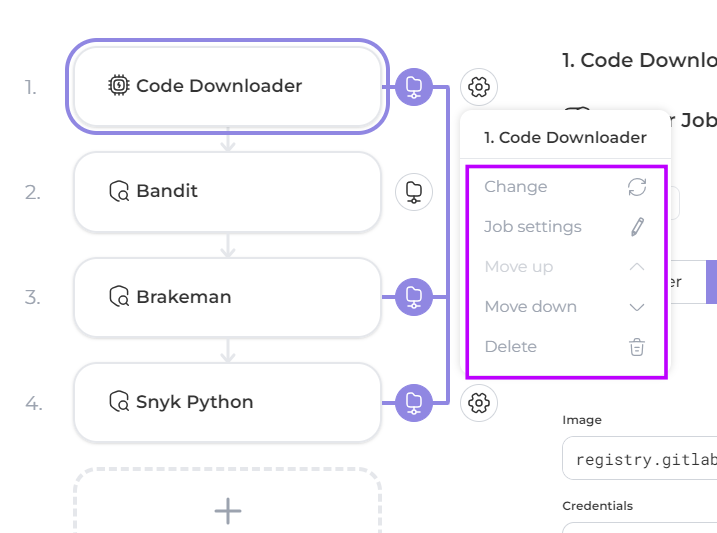 1. Code Downloader
2. Bandit
3. Brakeman
4. Snyk Python
1. Code Downloader
Change
Job settings
Move up
Move down
Delete
1. Code Downlo
r Job
er
Image
registry.gitlab
Credentials